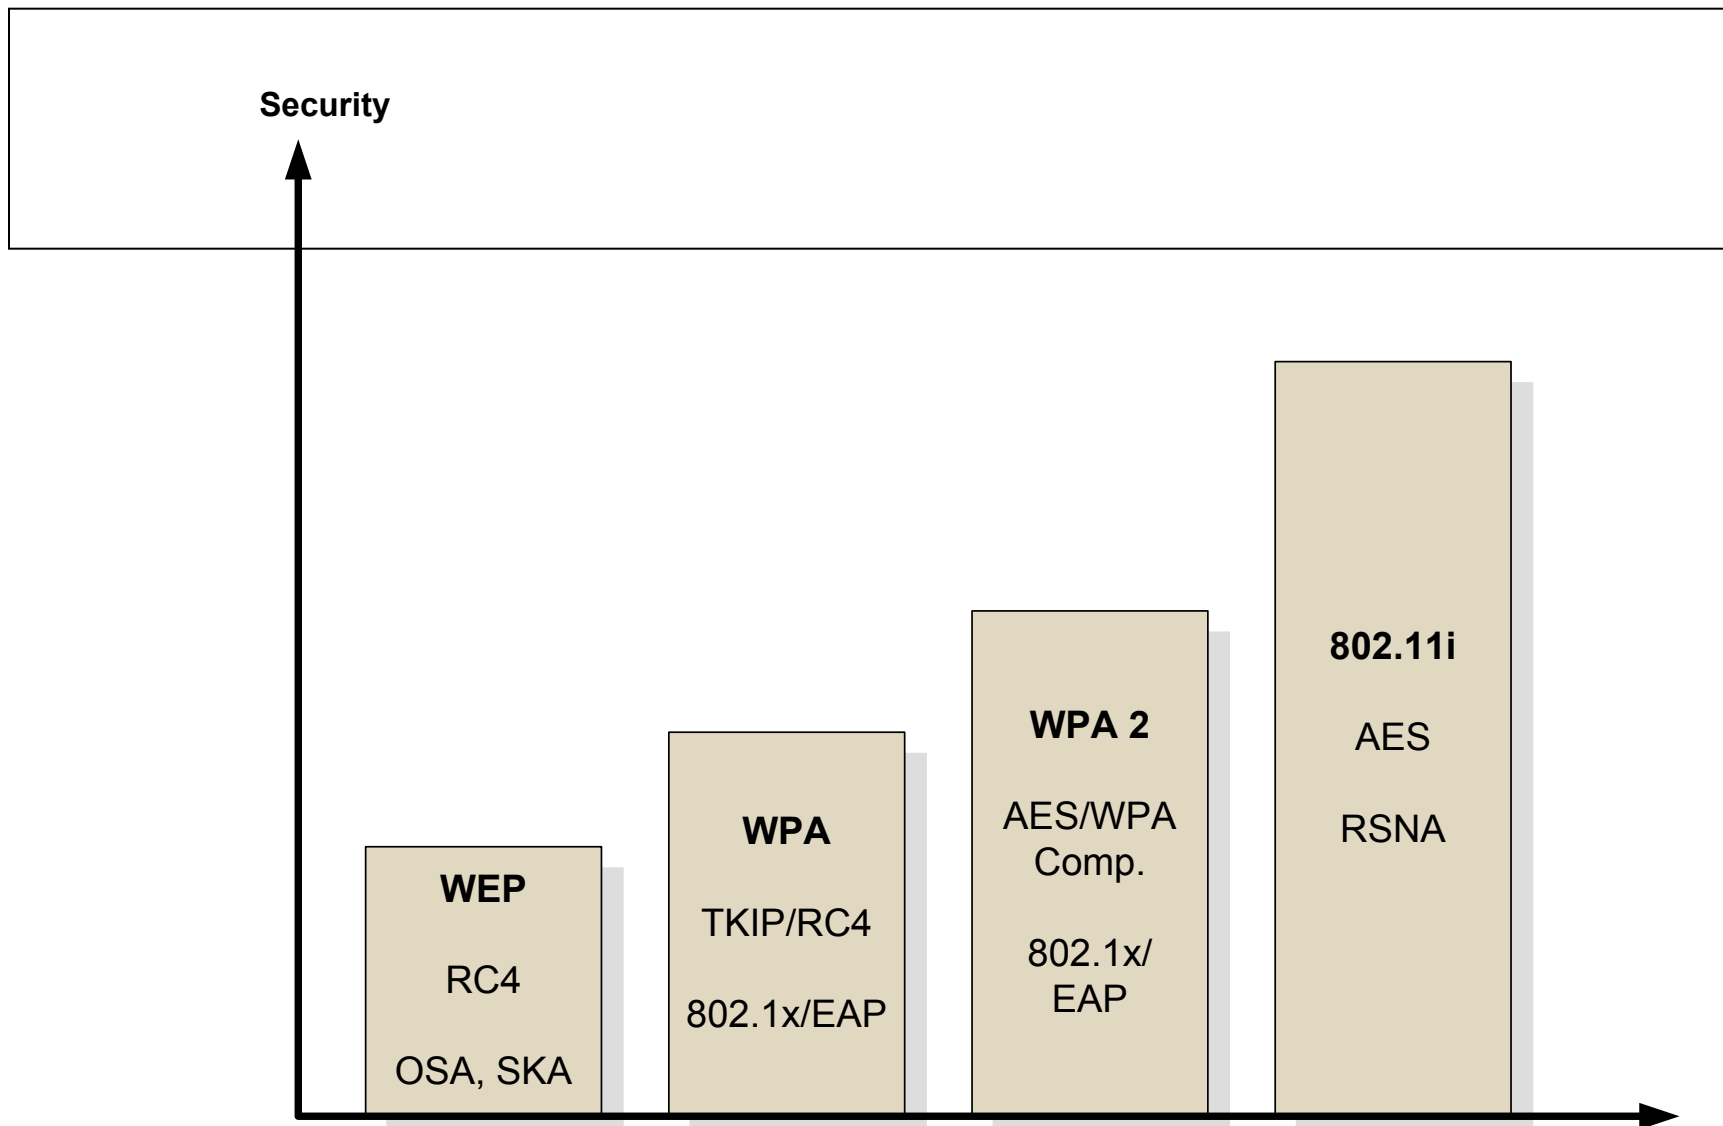 Security
WEP
RC4
OSA, SKA
WPA
TKIP/RC4
802.1x/EAP
WPA 2
AES/WPA
Comp.
802.1x/
EAP
802.11i
AES
RSNA